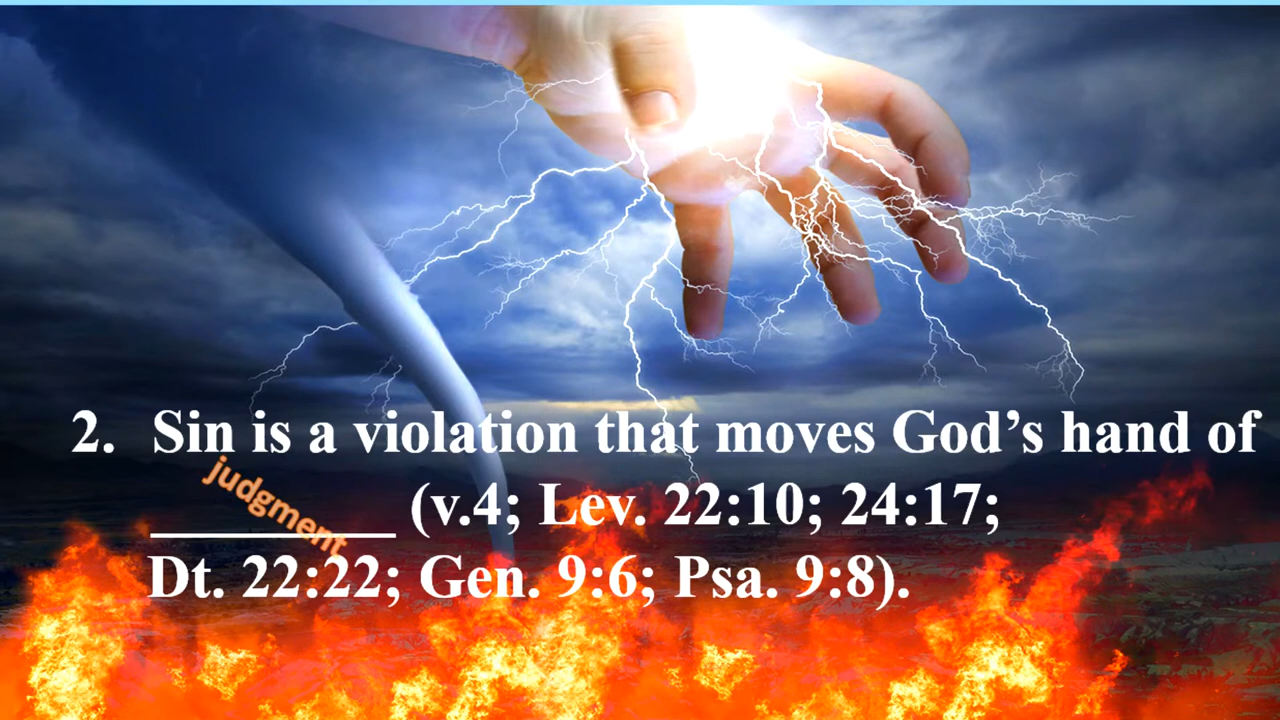 2. Sin is a violation that moves God’s hand of
judgment
__________ (v.4; Lev. 22:10; 24:17;
Dt. 22:22; Gen. 9:6; Psa. 9:8).